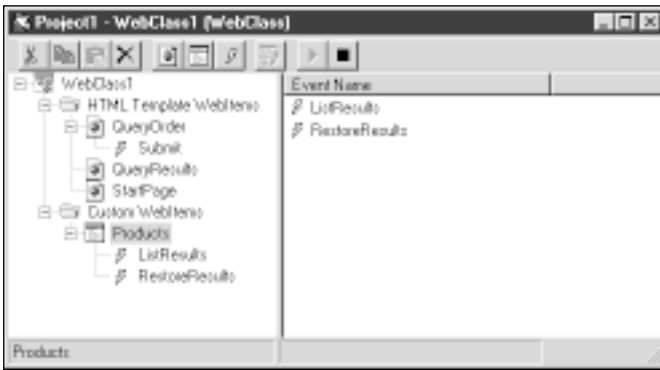 Project1 - WebClass1 (WebClass)
WebClass1
HTML Template WebItems
QueryOrder
Submit
QueryResults
StartPage
Custom WebItems
Products
ListResults
RestoreResults
Event Name
ListResults
RestoreResults
Products